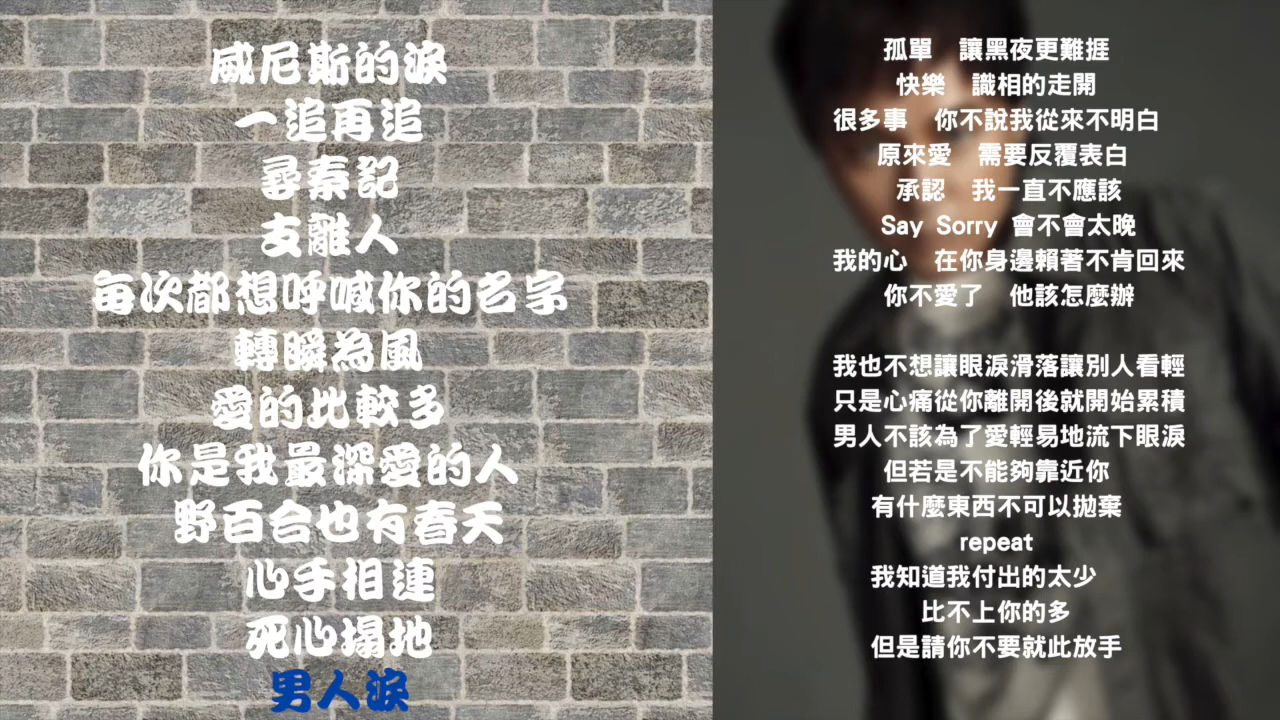 威尼斯的淚
一追再追
尋秦記
支離人
每次都想呼喊你的名字
轉瞬為風
愛的比較多
你是我最深愛的人
野百合也有春天
心手相連
死心塌地
男人淚
孤單　讓黑夜更難捱
快樂　識相的走開
很多事　你不說我從來不明白
原來愛　需要反覆表白
承認　我一直不應該
Say Sorry 會不會太晚
我的心　在你身邊賴著不肯回來
你不愛了　他該怎麼辦
我也不想讓眼淚滑落讓別人看輕
只是心痛從你離開後就開始累積
男人不該為了愛輕易地流下眼淚
但若是不能夠靠近你
有什麼東西不可以拋棄
repeat
我知道我付出的太少
比不上你的多
但是請你不要就此放手